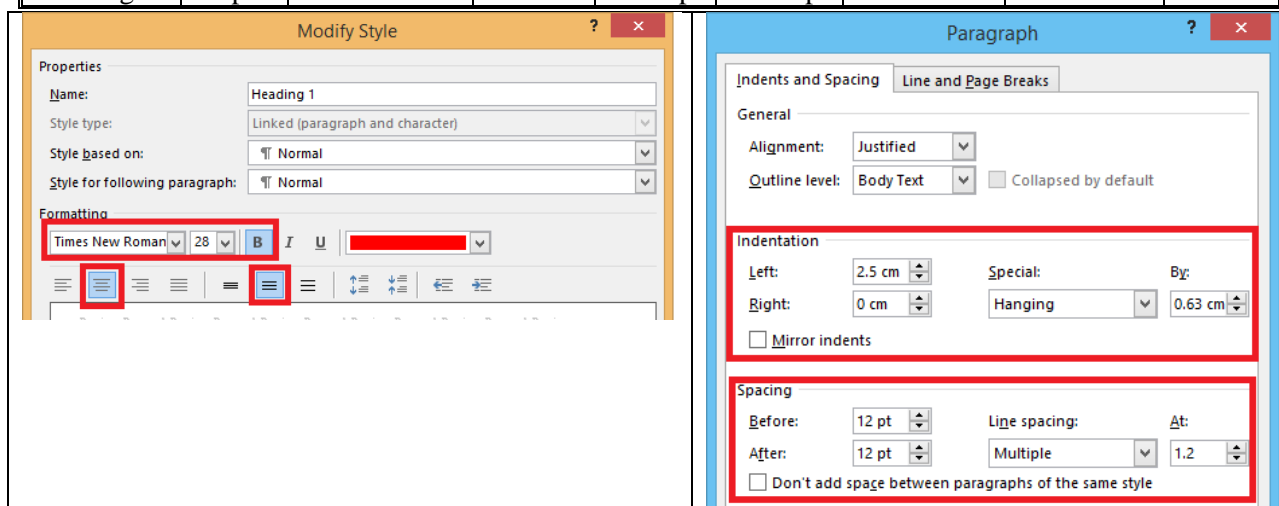 Modify Style ? ×
Properties
Name: Heading 1
Style type: Linked (paragraph and character)
Style based on: ¶ Normal
Style for following paragraph: ¶ Normal
Formatting
Times New Roman 28 B I U
Paragraph ? ×
Indents and Spacing Line and Page Breaks
General
Alignment: Justified
Outline level: Body Text Collapsed by default
Indentation
Left: 2.5 cm Special: By:
Right: 0 cm Hanging 0.63 cm
Mirror indents
Spacing
Before: 12 pt Line spacing: At:
After: 12 pt Multiple 1.2
Don't add space between paragraphs of the same style